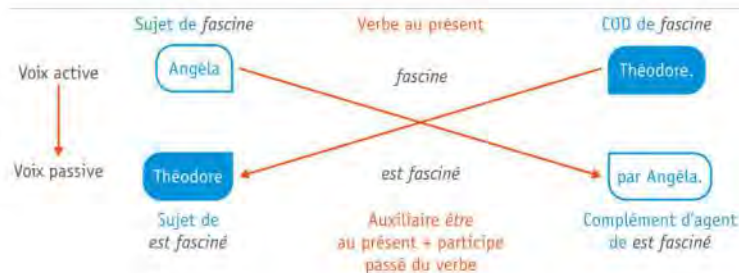 Sujet de fascine
Verbe au présent
COD de fascine
Voix active
Angèla
fascine
Théodore.
Voix passive
Théodore
est fasciné
par Angèla.
Sujet de
est fasciné
Auxiliaire être
au présent + participe
passé du verbe
Complément d'agent
de est fasciné